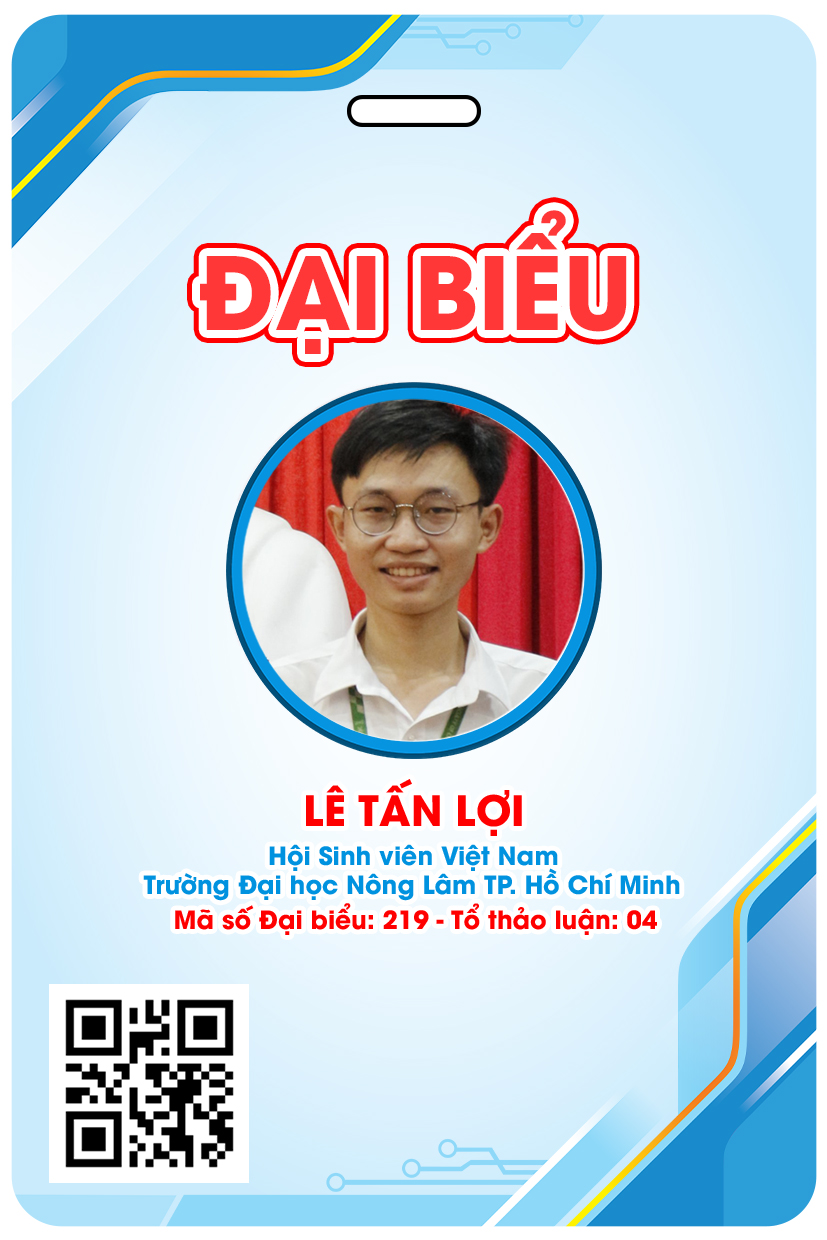 ĐẠI BIỂU
LÊ TẤN LỢI
Hội Sinh viên Việt Nam
Trường Đại học Nông Lâm TP. Hồ Chí Minh
Mã số Đại biểu: 219 - Tổ thảo luận: 04